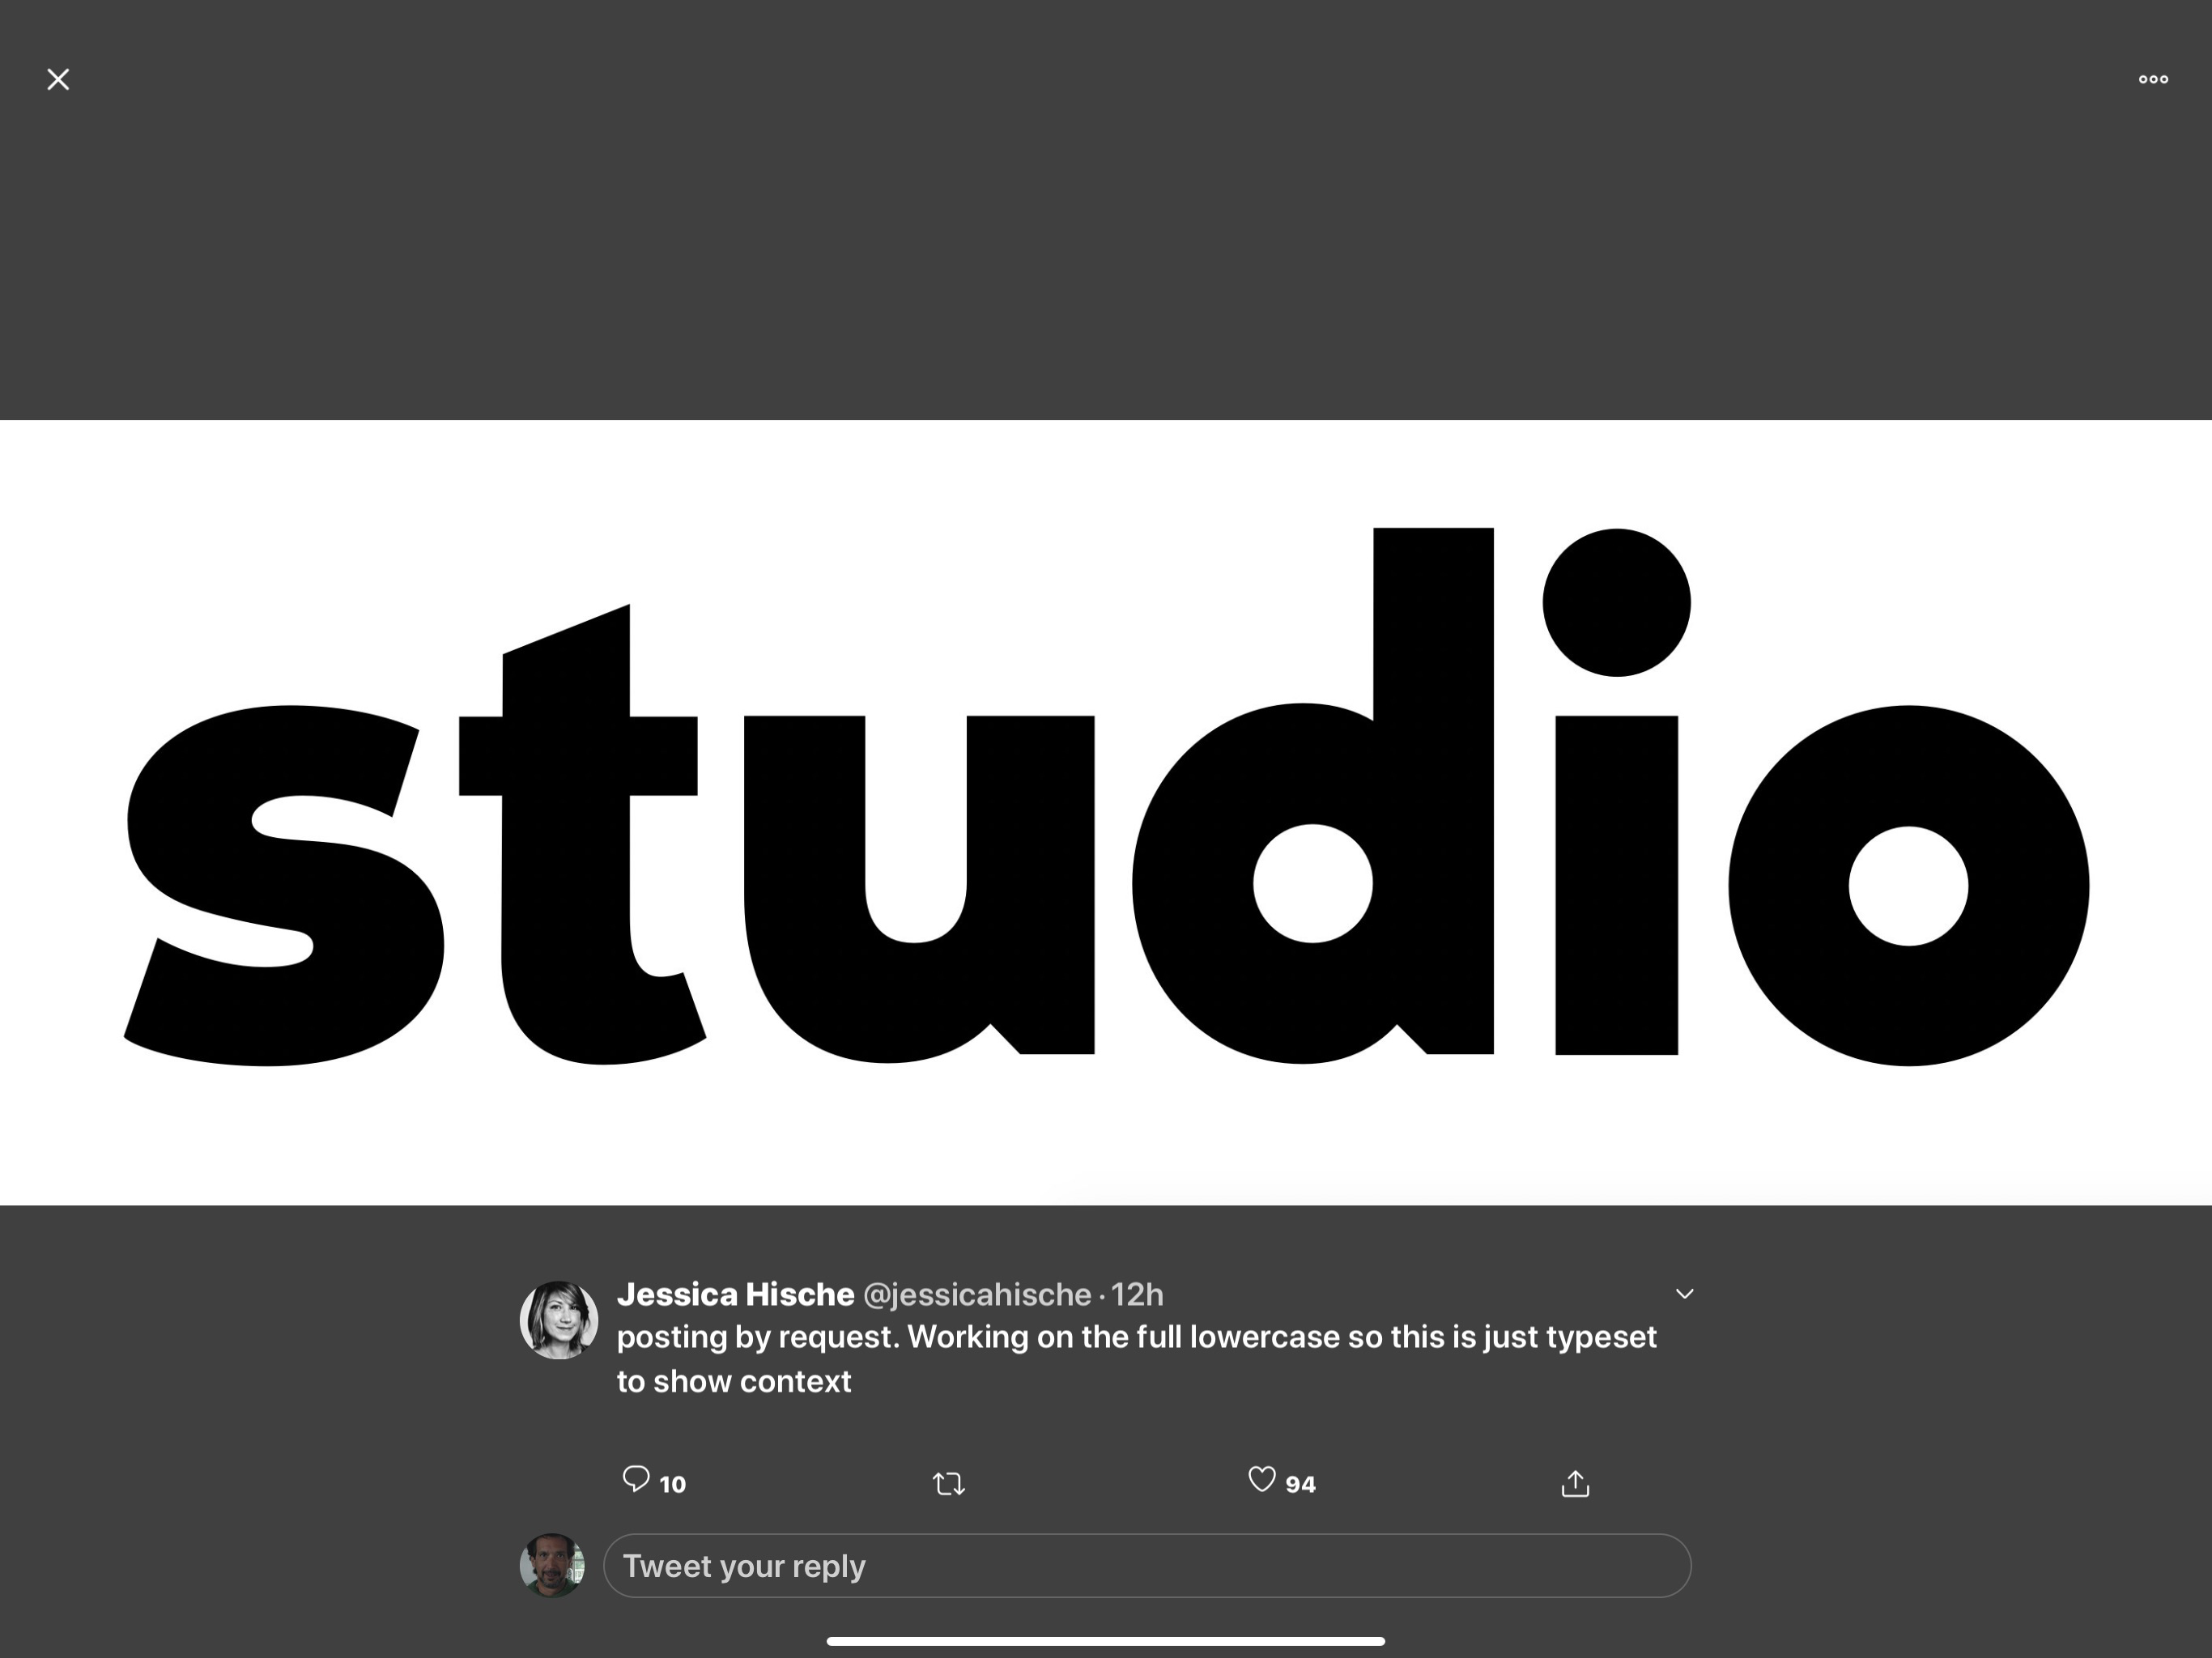 studio
Jessica Hische @jessicahische · 12h
posting by request. Working on the full lowercase so this is just typeset
to show context
10
94
Tweet your reply